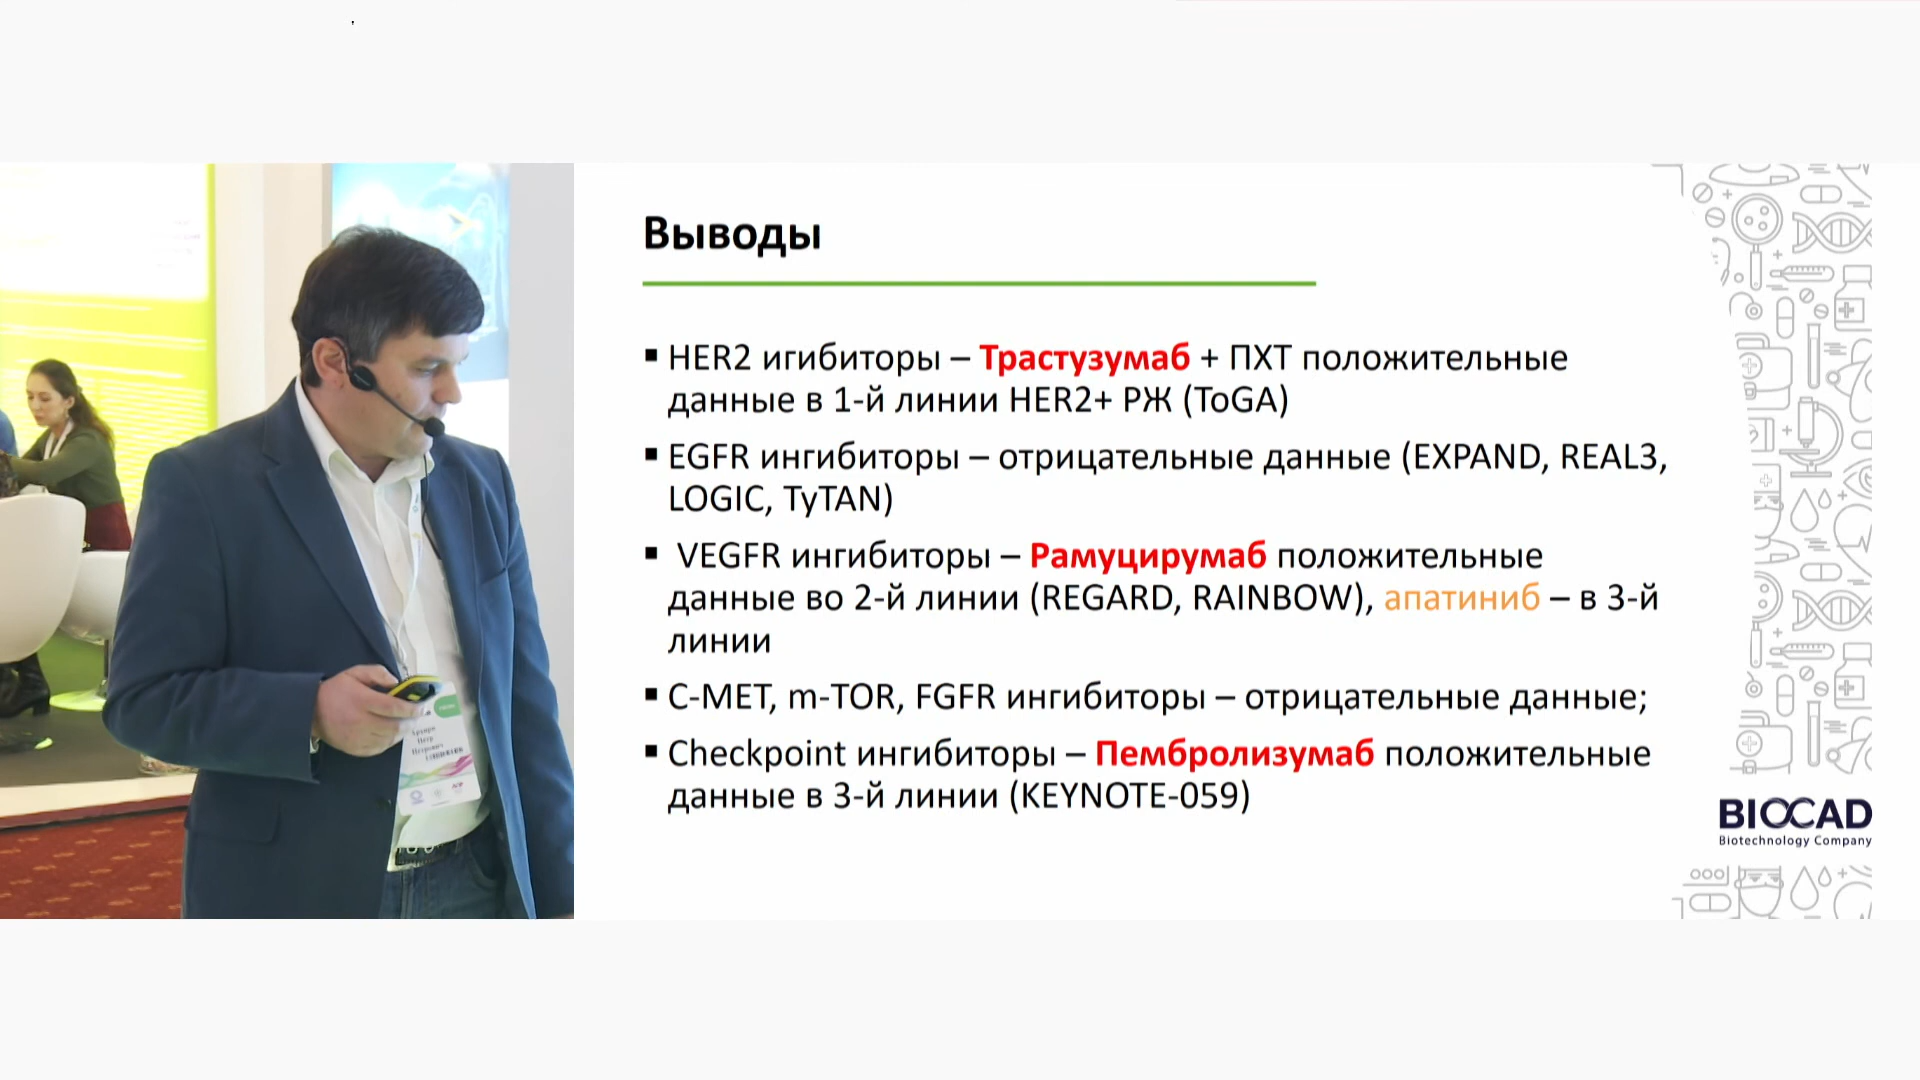 Выводы
▪ HER2 игибиторы – Трастузумаб + ПХТ положительные
данные в 1-й линии HER2+ РЖ (ToGA)
▪ EGFR ингибиторы – отрицательные данные (EXPAND, REAL3,
LOGIC, TyTAN)
▪ VEGFR ингибиторы – Рамуцирумаб положительные
данные во 2-й линии (REGARD, RAINBOW), апатиниб – в 3-й
линии
▪ C-MET, m-TOR, FGFR ингибиторы – отрицательные данные;
▪ Checkpoint ингибиторы – Пембролизумаб положительные
данные в 3-й линии (KEYNOTE-059)
BIOCAD
Biotechnology Company
Петр
Петрович